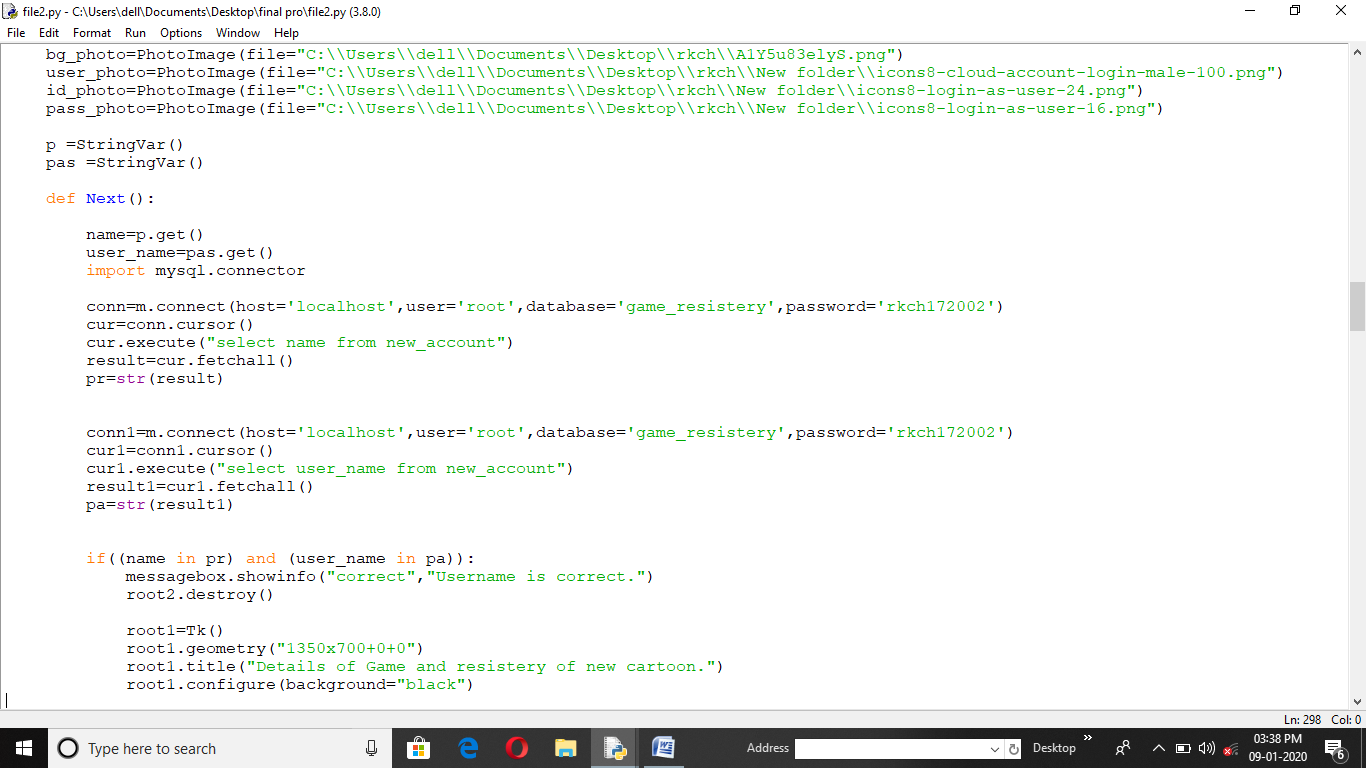 file2.py - C:\Users\dell\Documents\Desktop\final pro\file2.py (3.8.0)
File Edit Format Run Options Window Help
bg_photo=PhotoImage(file="C:\\Users\\dell\\Documents\\Desktop\\rkch\\A1Y5u83elyS.png")
user_photo=PhotoImage(file="C:\\Users\\dell\\Documents\\Desktop\\rkch\\New folder\\icons8-cloud-account-login-male-100.png")
id_photo=PhotoImage(file="C:\\Users\\dell\\Documents\\Desktop\\rkch\\New folder\\icons8-login-as-user-24.png")
pass_photo=PhotoImage(file="C:\\Users\\dell\\Documents\\Desktop\\rkch\\New folder\\icons8-login-as-user-16.png")
p =StringVar()
pas =StringVar()
def Next():
name=p.get()
user_name=pas.get()
import mysql.connector
conn=m.connect(host='localhost',user='root',database='game_resistery',password='rkch172002')
cur=conn.cursor()
cur.execute("select name from new_account")
result=cur.fetchall()
pr=str(result)
conn1=m.connect(host='localhost',user='root',database='game_resistery',password='rkch172002')
cur1=conn1.cursor()
cur1.execute("select user_name from new_account")
result1=cur1.fetchall()
pa=str(result1)
if((name in pr) and (user_name in pa)):
messagebox.showinfo("correct","Username is correct.")
root2.destroy()
root1=Tk()
root1.geometry("1350x700+0+0")
root1.title("Details of Game and resistery of new cartoon.")
root1.configure(background="black")
Ln: 298 Col: 0
Type here to search
Address
Desktop
03:38 PM
09-01-2020
6